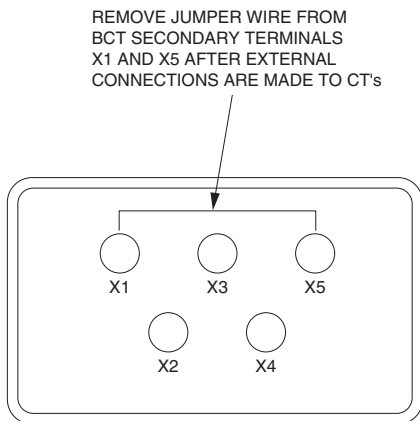 REMOVE JUMPER WIRE FROM
BCT SECONDARY TERMINALS
X1 AND X5 AFTER EXTERNAL
CONNECTIONS ARE MADE TO CT's
X1 X3 X5
X2 X4